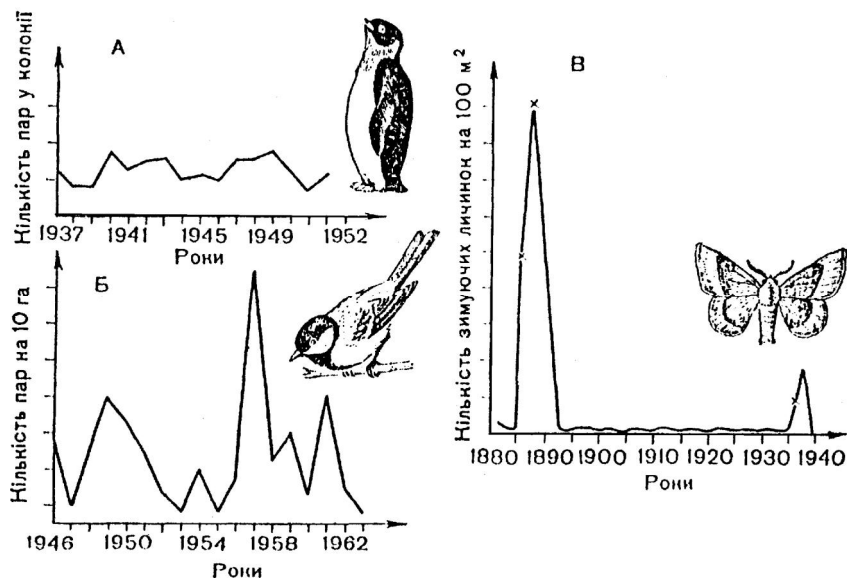 А
Кількість пар у колонії
1937 1941 1945 1949 1952
Роки
Б
Кількість пар на 10 га
1946 1950 1954 1958 1962
Роки
В
Кількість зимуючих личинок на 100 м²
1880 1890 1900 1910 1920 1930 1940
Роки